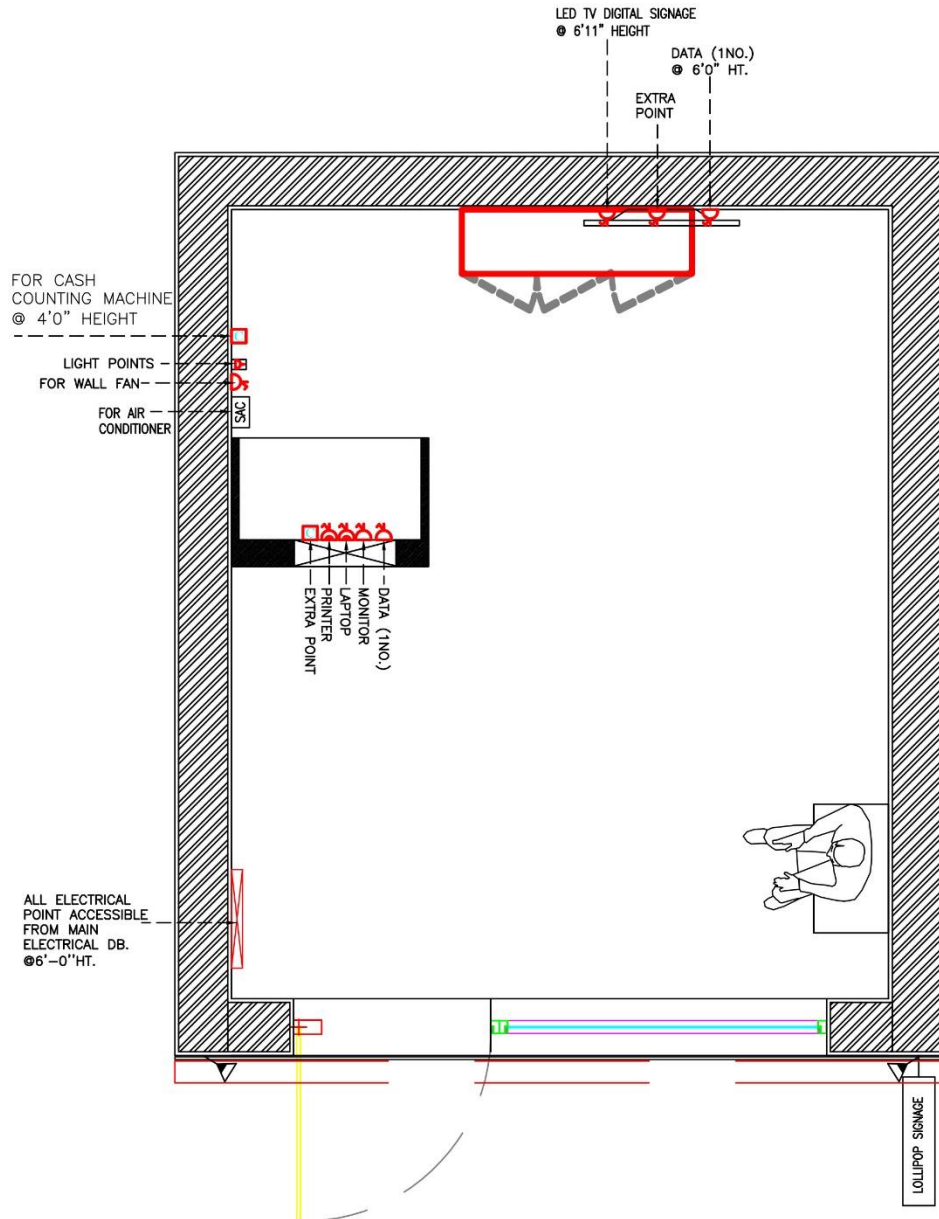 LED TV DIGITAL SIGNAGE
@ 6'11" HEIGHT
DATA (1NO.)
@ 6'0" HT.
EXTRA
POINT
FOR CASH
COUNTING MACHINE
@ 4'0" HEIGHT
LIGHT POINTS
FOR WALL FAN
FOR AIR
CONDITIONER
SAC
EXTRA POINT
PRINTER
LAPTOP
MONITOR
DATA (1NO.)
ALL ELECTRICAL
POINT ACCESSIBLE
FROM MAIN
ELECTRICAL DB.
@6'-0''HT.
LOLLIPOP SIGNAGE